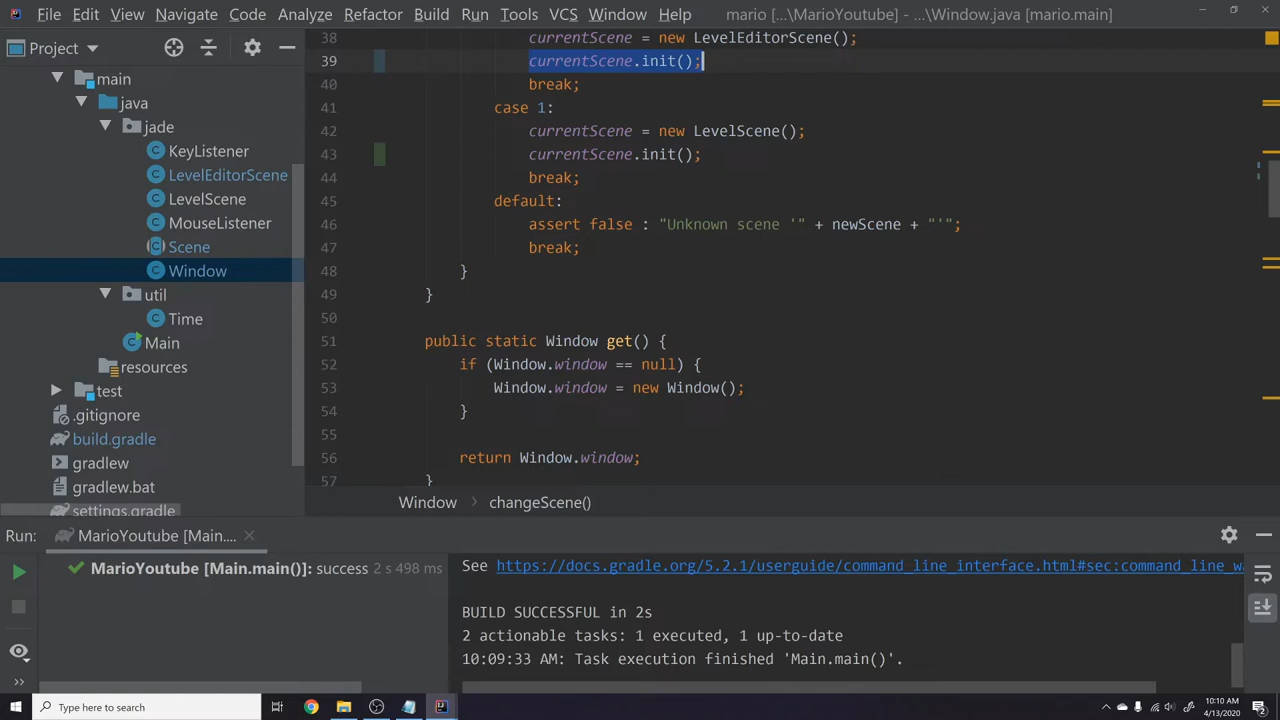 File Edit View Navigate Code Analyze Refactor Build Run Tools VCS Window Help mario [...\MarioYoutube] - ...\Window.java [mario.main]
Project
main
java
jade
KeyListener
LevelEditorScene
LevelScene
MouseListener
Scene
Window
util
Time
Main
resources
test
.gitignore
build.gradle
gradlew
gradlew.bat
settings.gradle
38 currentScene = new LevelEditorScene();
39 currentScene.init();
40 break;
41 case 1:
42 currentScene = new LevelScene();
43 currentScene.init();
44 break;
45 default:
46 assert false : "Unknown scene '" + newScene + "'";
47 break;
48 }
49 }
50
51 public static Window get() {
52 if (Window.window == null) {
53 Window.window = new Window();
54 }
55
56 return Window.window;
57 }
Window > changeScene()
Run: MarioYoutube [Main....
MarioYoutube [Main.main()]: success 2 s 498 ms
See https://docs.gradle.org/5.2.1/userguide/command_line_interface.html#sec:command_line_wa
BUILD SUCCESSFUL in 2s
2 actionable tasks: 1 executed, 1 up-to-date
10:09:33 AM: Task execution finished 'Main.main()'.
Type here to search
10:10 AM
4/13/2020
2